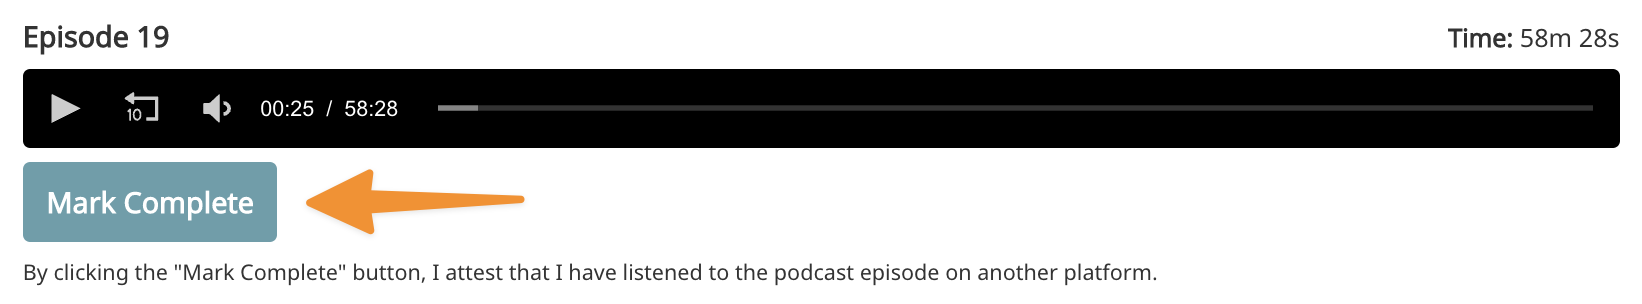 Episode 19
Time: 58m 28s
10
00:25 / 58:28
Mark Complete
By clicking the "Mark Complete" button, I attest that I have listened to the podcast episode on another platform.